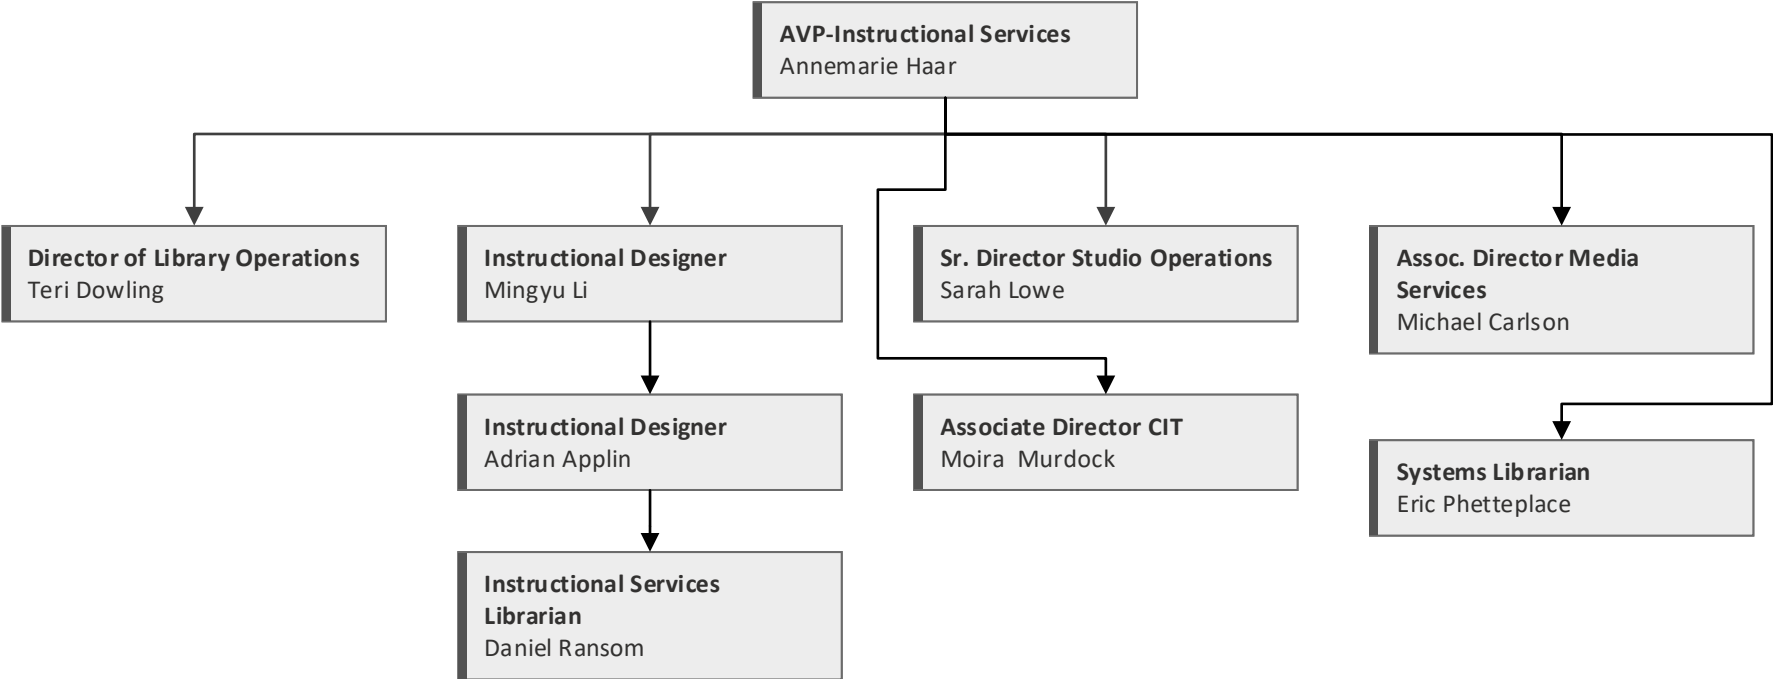 AVP-Instructional Services
Annemarie Haar
Director of Library Operations
Teri Dowling
Instructional Designer
Mingyu Li
Sr. Director Studio Operations
Sarah Lowe
Assoc. Director Media
Services
Michael Carlson
Instructional Designer
Adrian Applin
Associate Director CIT
Moira  Murdock
Systems Librarian
Eric Phetteplace
Instructional Services
Librarian
Daniel Ransom